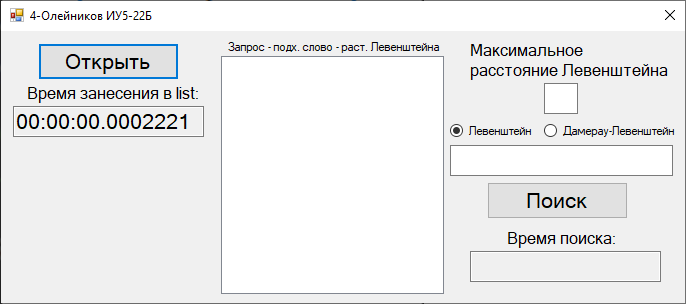 4-Олейников ИУ5-22Б
Открыть
Время занесения в list:
00:00:00.0002221
Запрос - подх. слово - раст. Левенштейна
Максимальное
расстояние Левенштейна
Левенштейн
Дамерау-Левенштейн
Поиск
Время поиска: